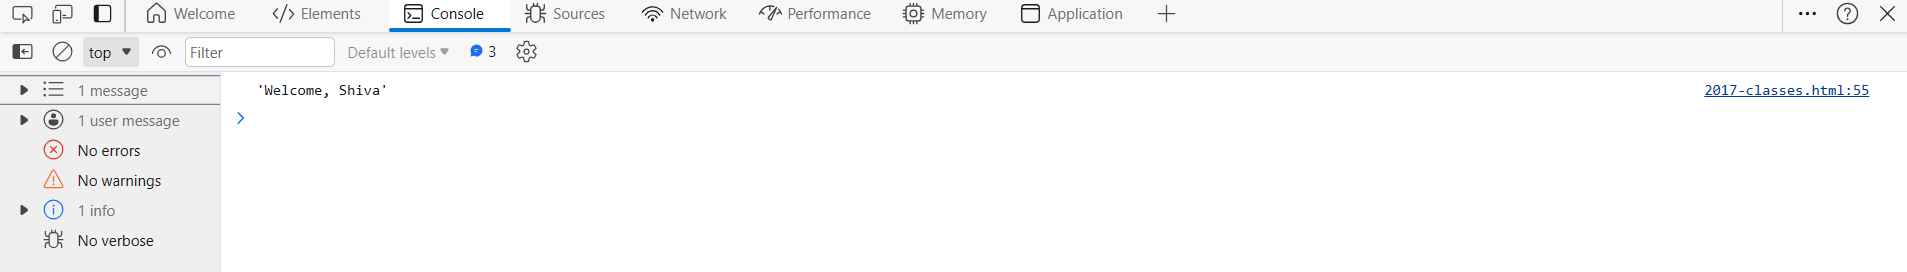 Welcome Elements Console Sources Network Performance Memory Application
top Filter Default levels 3
1 message
'Welcome, Shiva' 2017-classes.html:55
1 user message
No errors
No warnings
1 info
No verbose